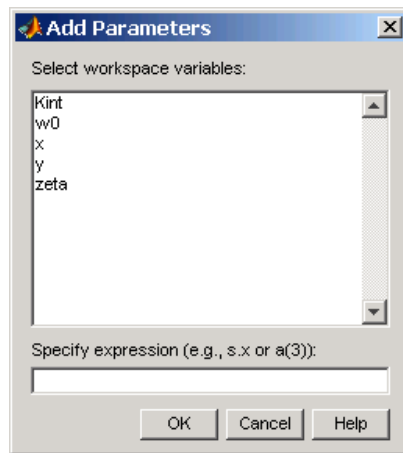 Add Parameters
Select workspace variables:
Kint
w0
x
y
zeta
Specify expression (e.g., s.x or a(3)):
OK Cancel Help